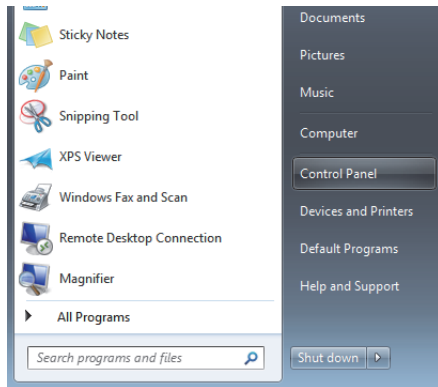 Sticky Notes
Paint
Snipping Tool
XPS Viewer
Windows Fax and Scan
Remote Desktop Connection
Magnifier
All Programs
Search programs and files
Documents
Pictures
Music
Computer
Control Panel
Devices and Printers
Default Programs
Help and Support
Shut down